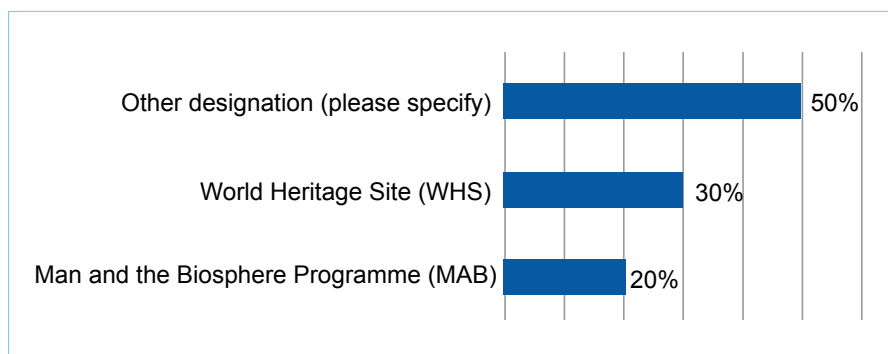 Other designation (please specify) 50%
World Heritage Site (WHS) 30%
Man and the Biosphere Programme (MAB) 20%